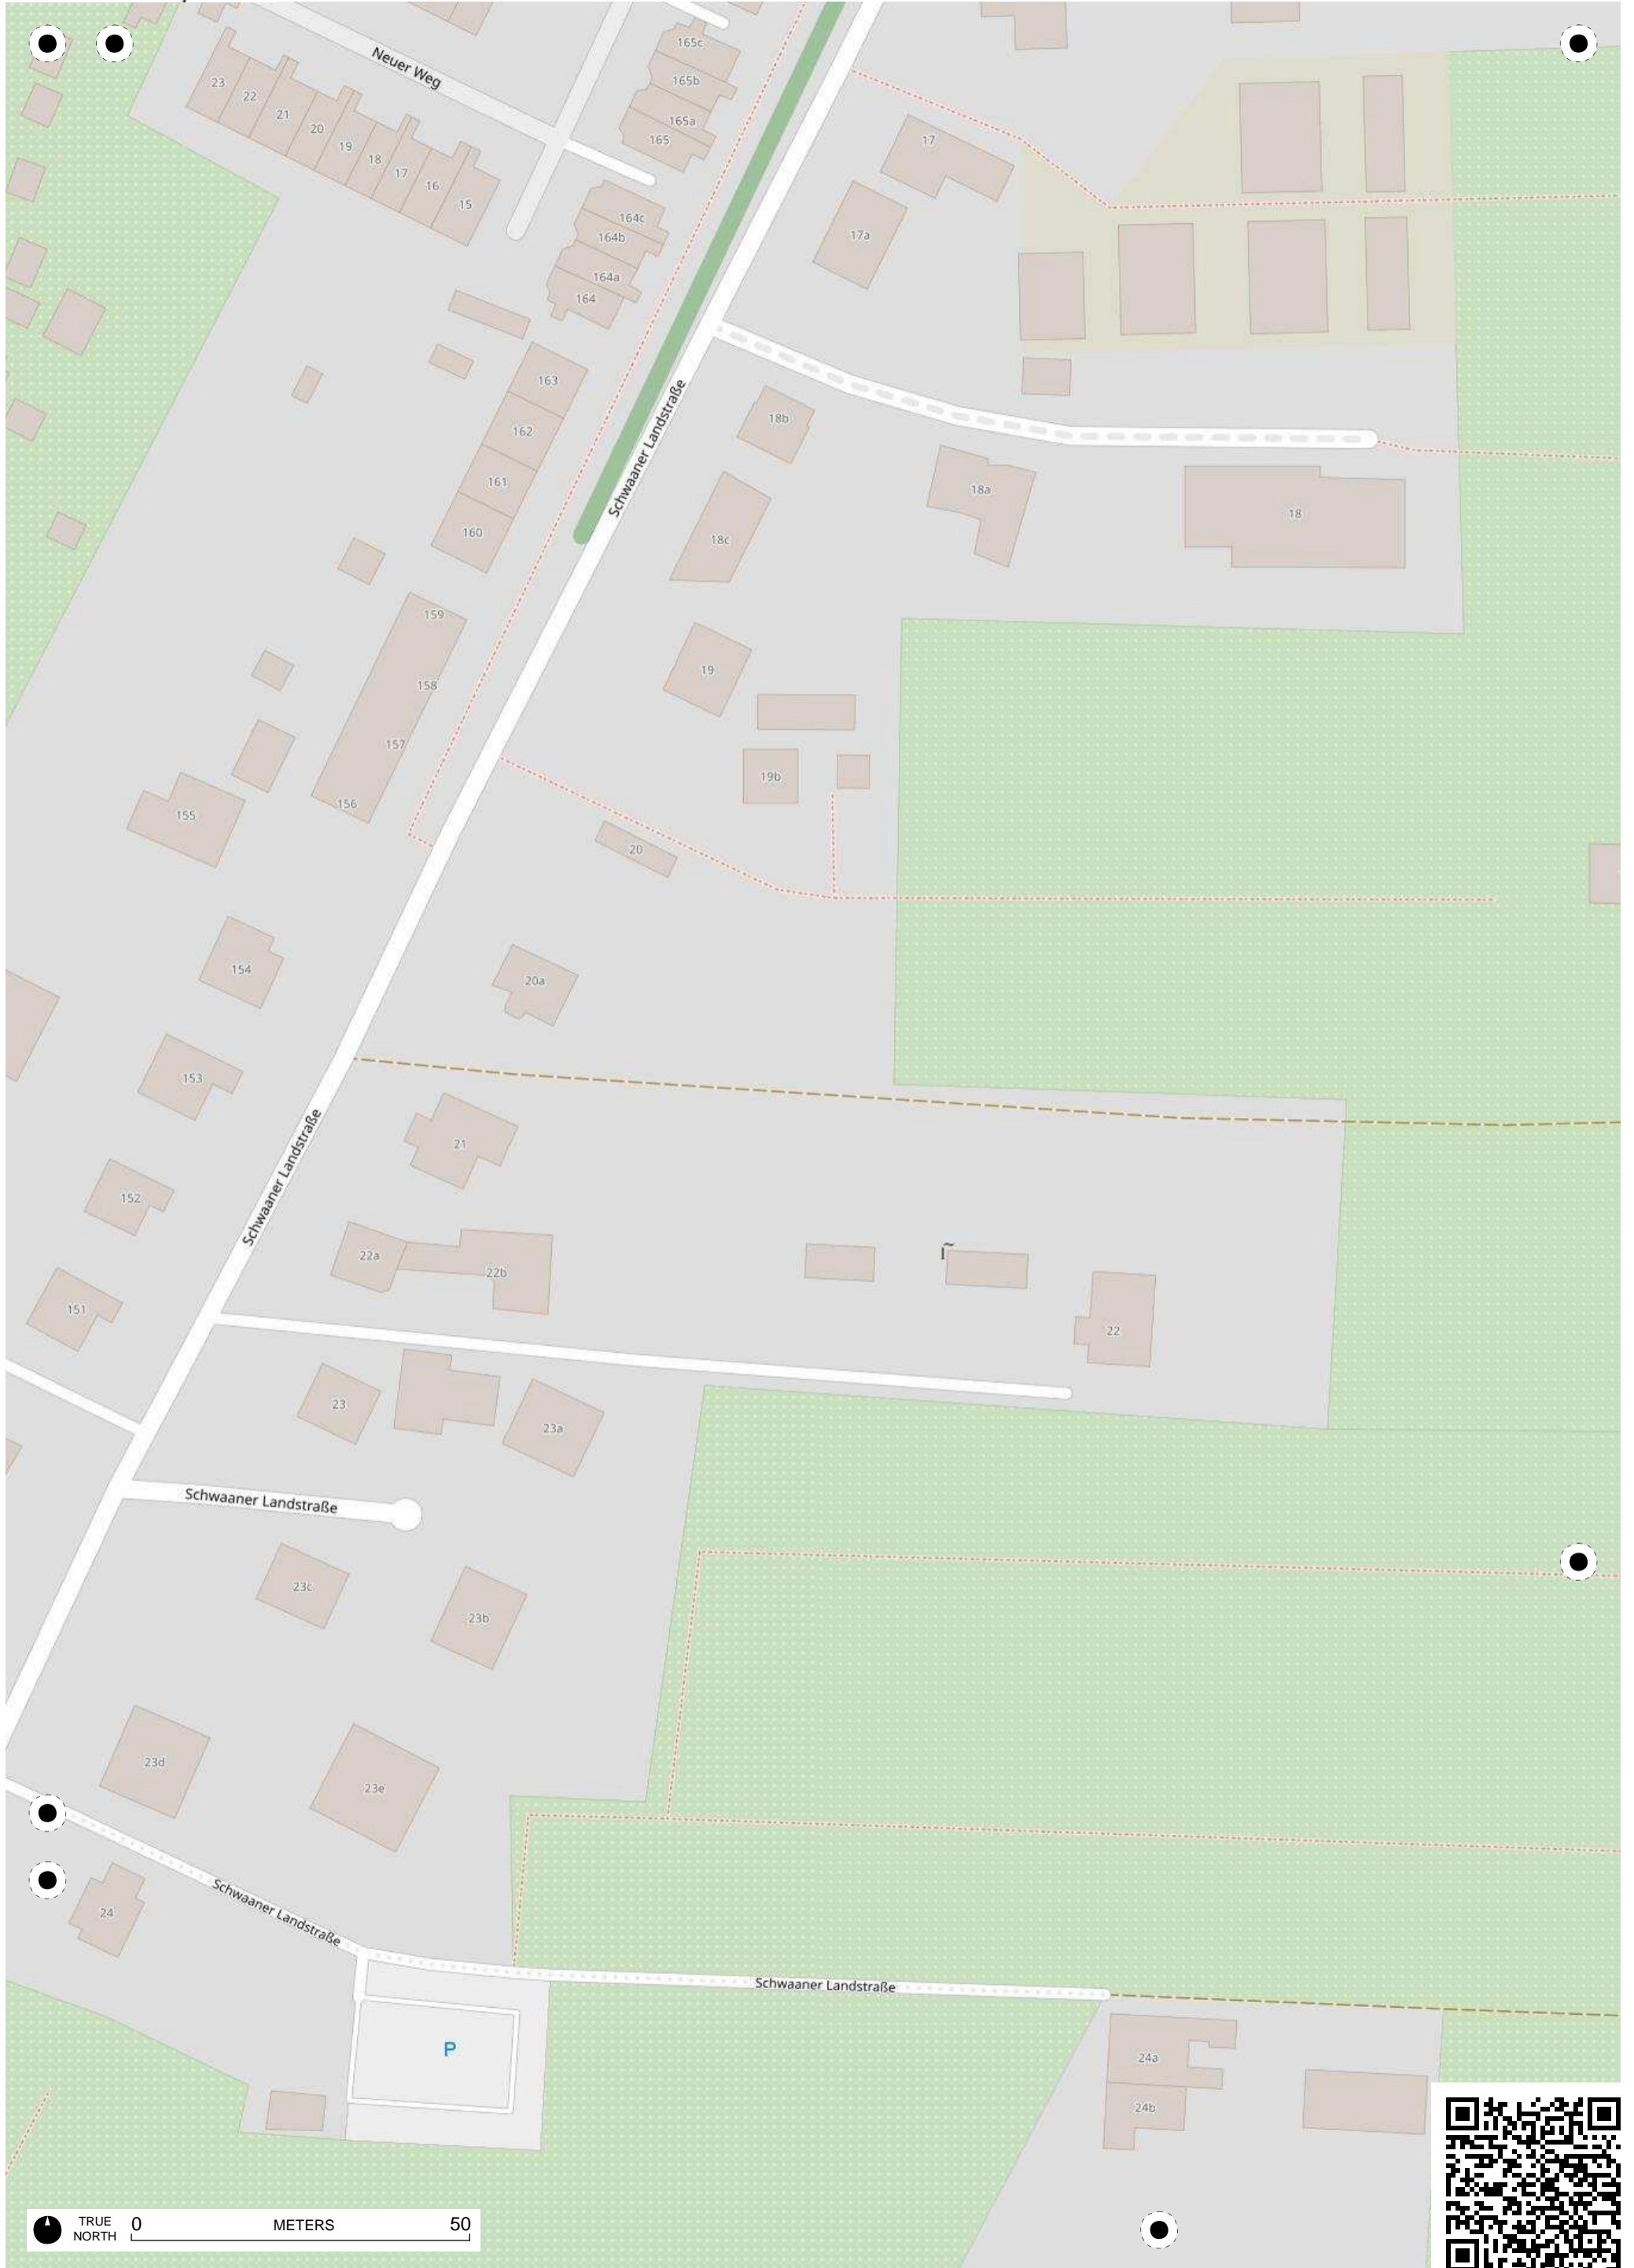 165c
Neuer Weg
165b
23
22
21
165a
20
165
17
19
18
17
16
15
164c
17a
164b
164a
164
163
18b
162
Schwaaner Landstraße
161
18a
18
160
18c
159
19
158
157
19b
156
155
20
154
20a
153
21
Schwaaner Landstraße
152
22a
22b
151
22
23
23a
Schwaaner Landstraße
23c
23b
23d
23e
24
Schwaaner Landstraße
Schwaaner Landstraße
P
24a
24b
TRUE NORTH
0 METERS 50